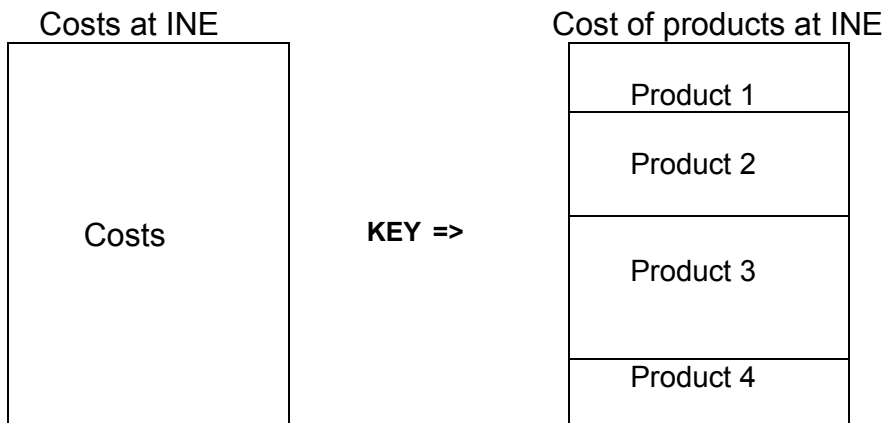 Costs at INE
Cost of products at INE
Product 1
Product 2
Costs
KEY =>
Product 3
Product 4